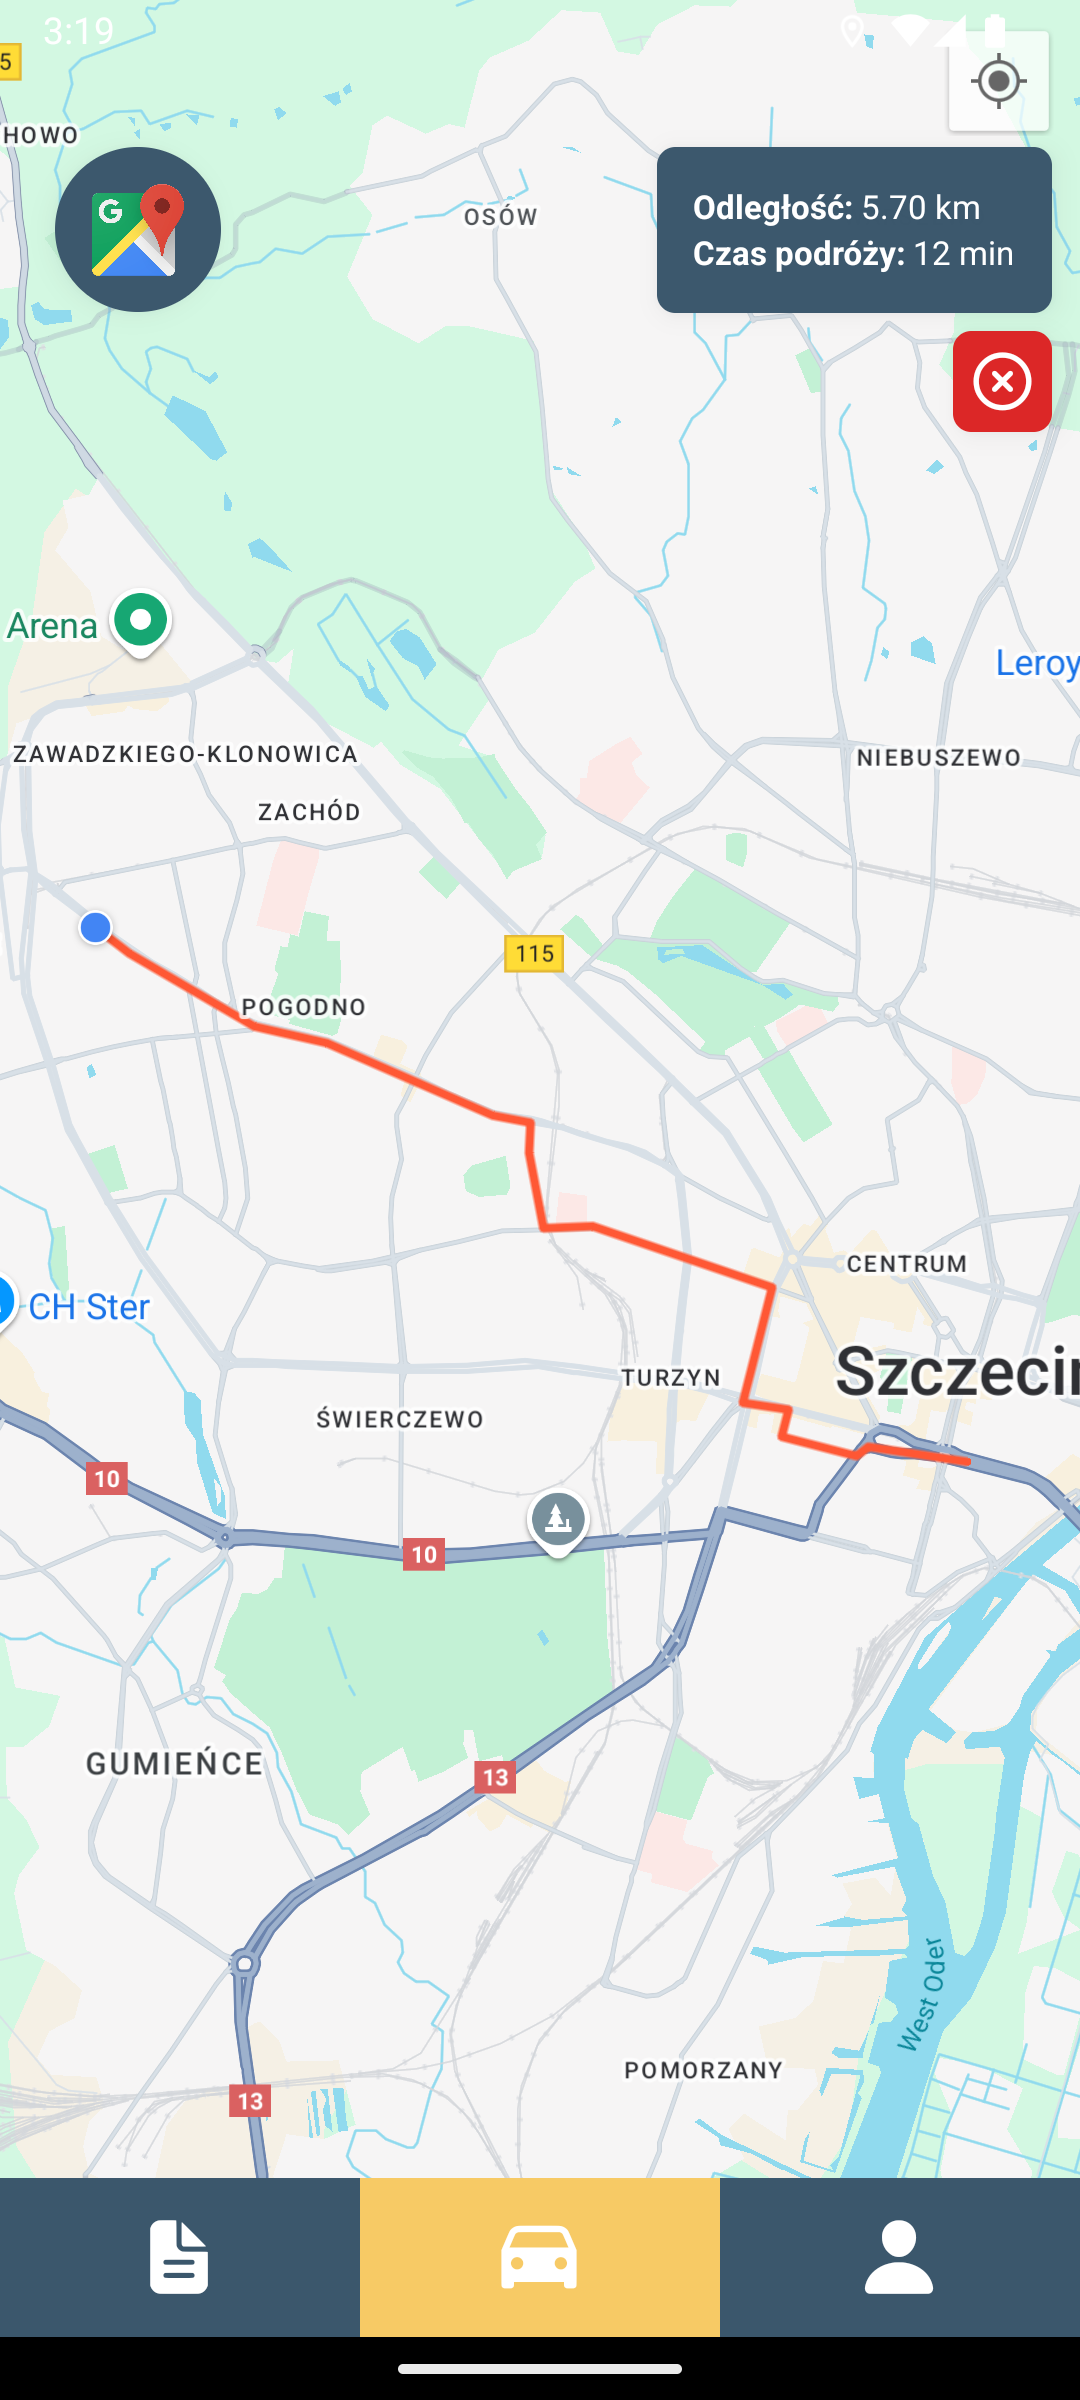 3:19
5
HOWO
G
OSÓW
Odległość: 5.70 km
Czas podróży: 12 min
Arena
Leroy
ZAWADZKIEGO-KLONOWICA
NIEBUSZEWO
ZACHÓD
115
POGODNO
CENTRUM
CH Ster
Szczecin
TURZYN
ŚWIERCZEWO
10
10
GUMIEŃCE
13
West Oder
POMORZANY
13